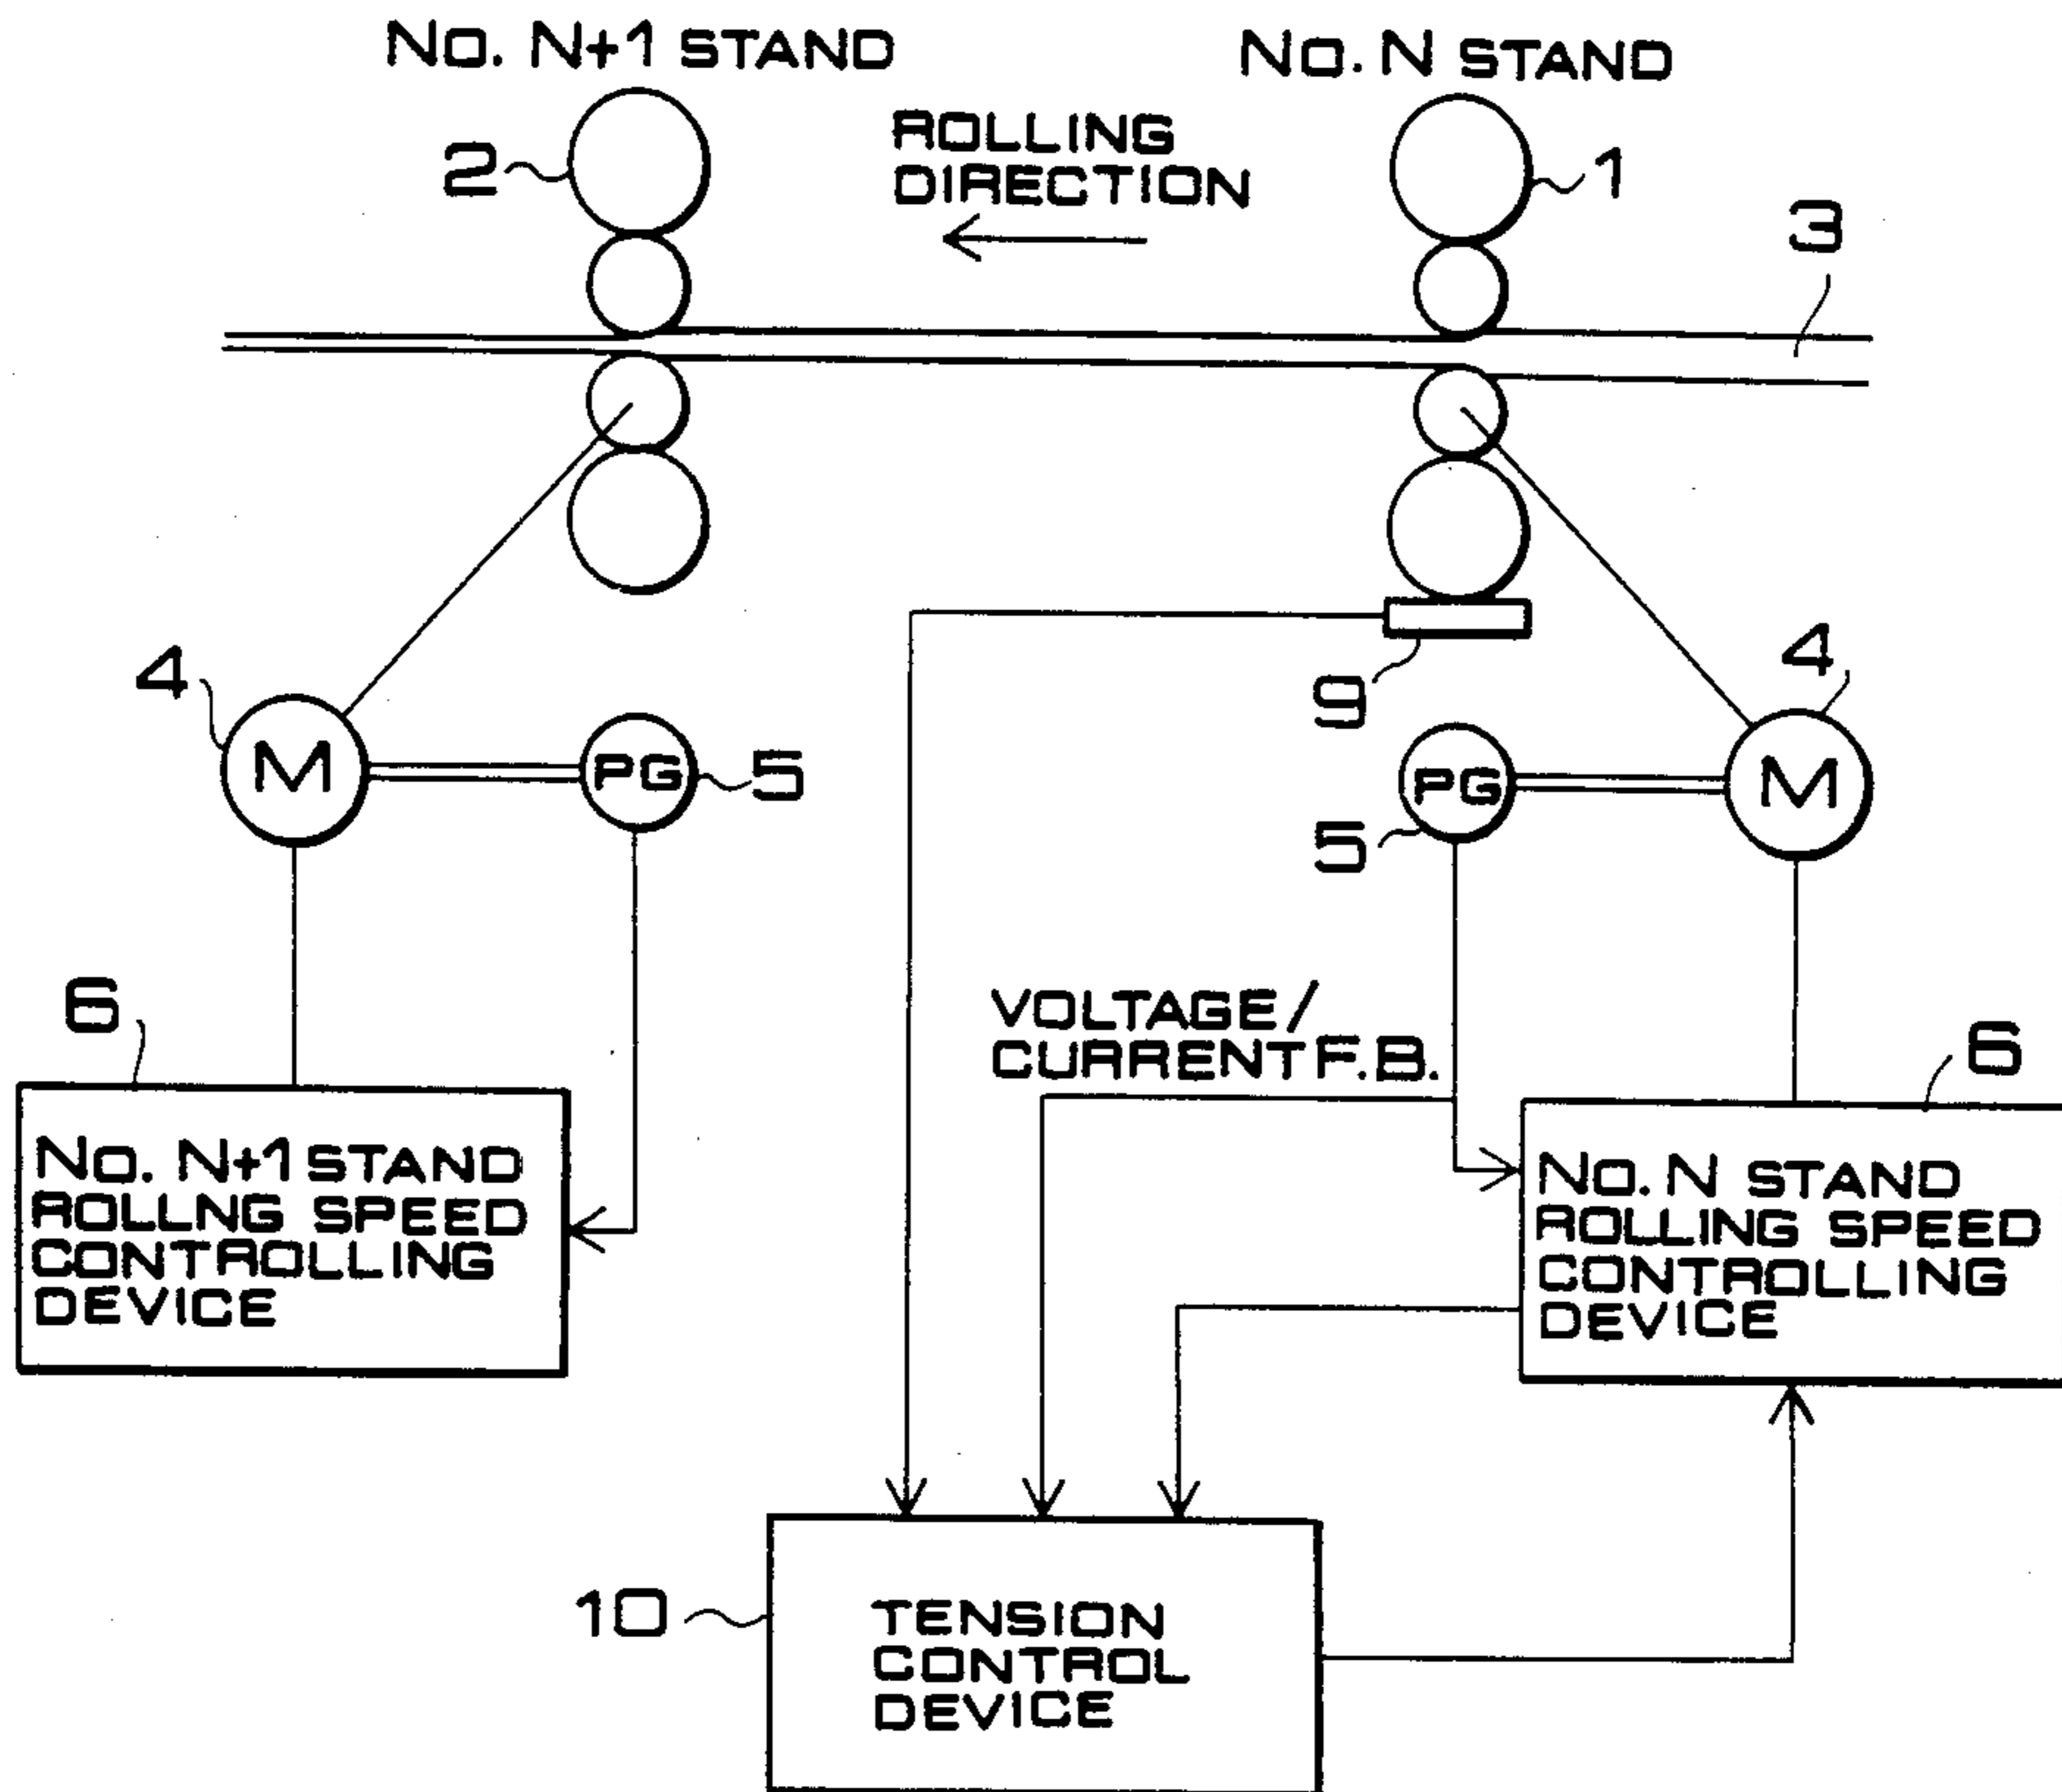 NO. N+1 STAND
NO. N STAND
ROLLING
DIRECTION
2
1
3
4
9
4
M
PG
5
PG
M
5
VOLTAGE/
CURRENT F.B.
6
6
NO. N+1 STAND
ROLLNG SPEED
CONTROLLING
DEVICE
NO. N STAND
ROLLING SPEED
CONTROLLING
DEVICE
10
TENSION
CONTROL
DEVICE